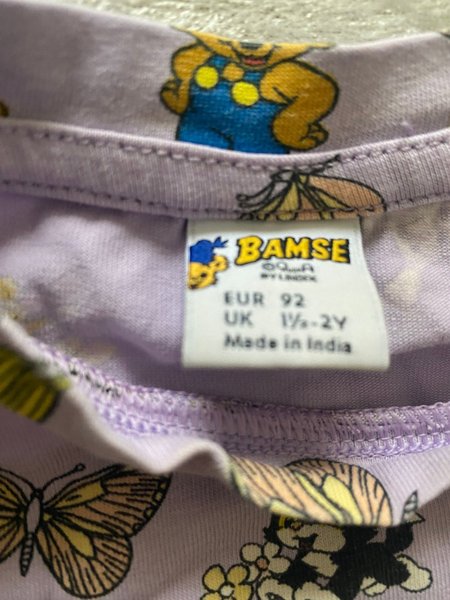 BAMSE
BY LINDEX
EUR 92
UK 1½-2Y
Made in India